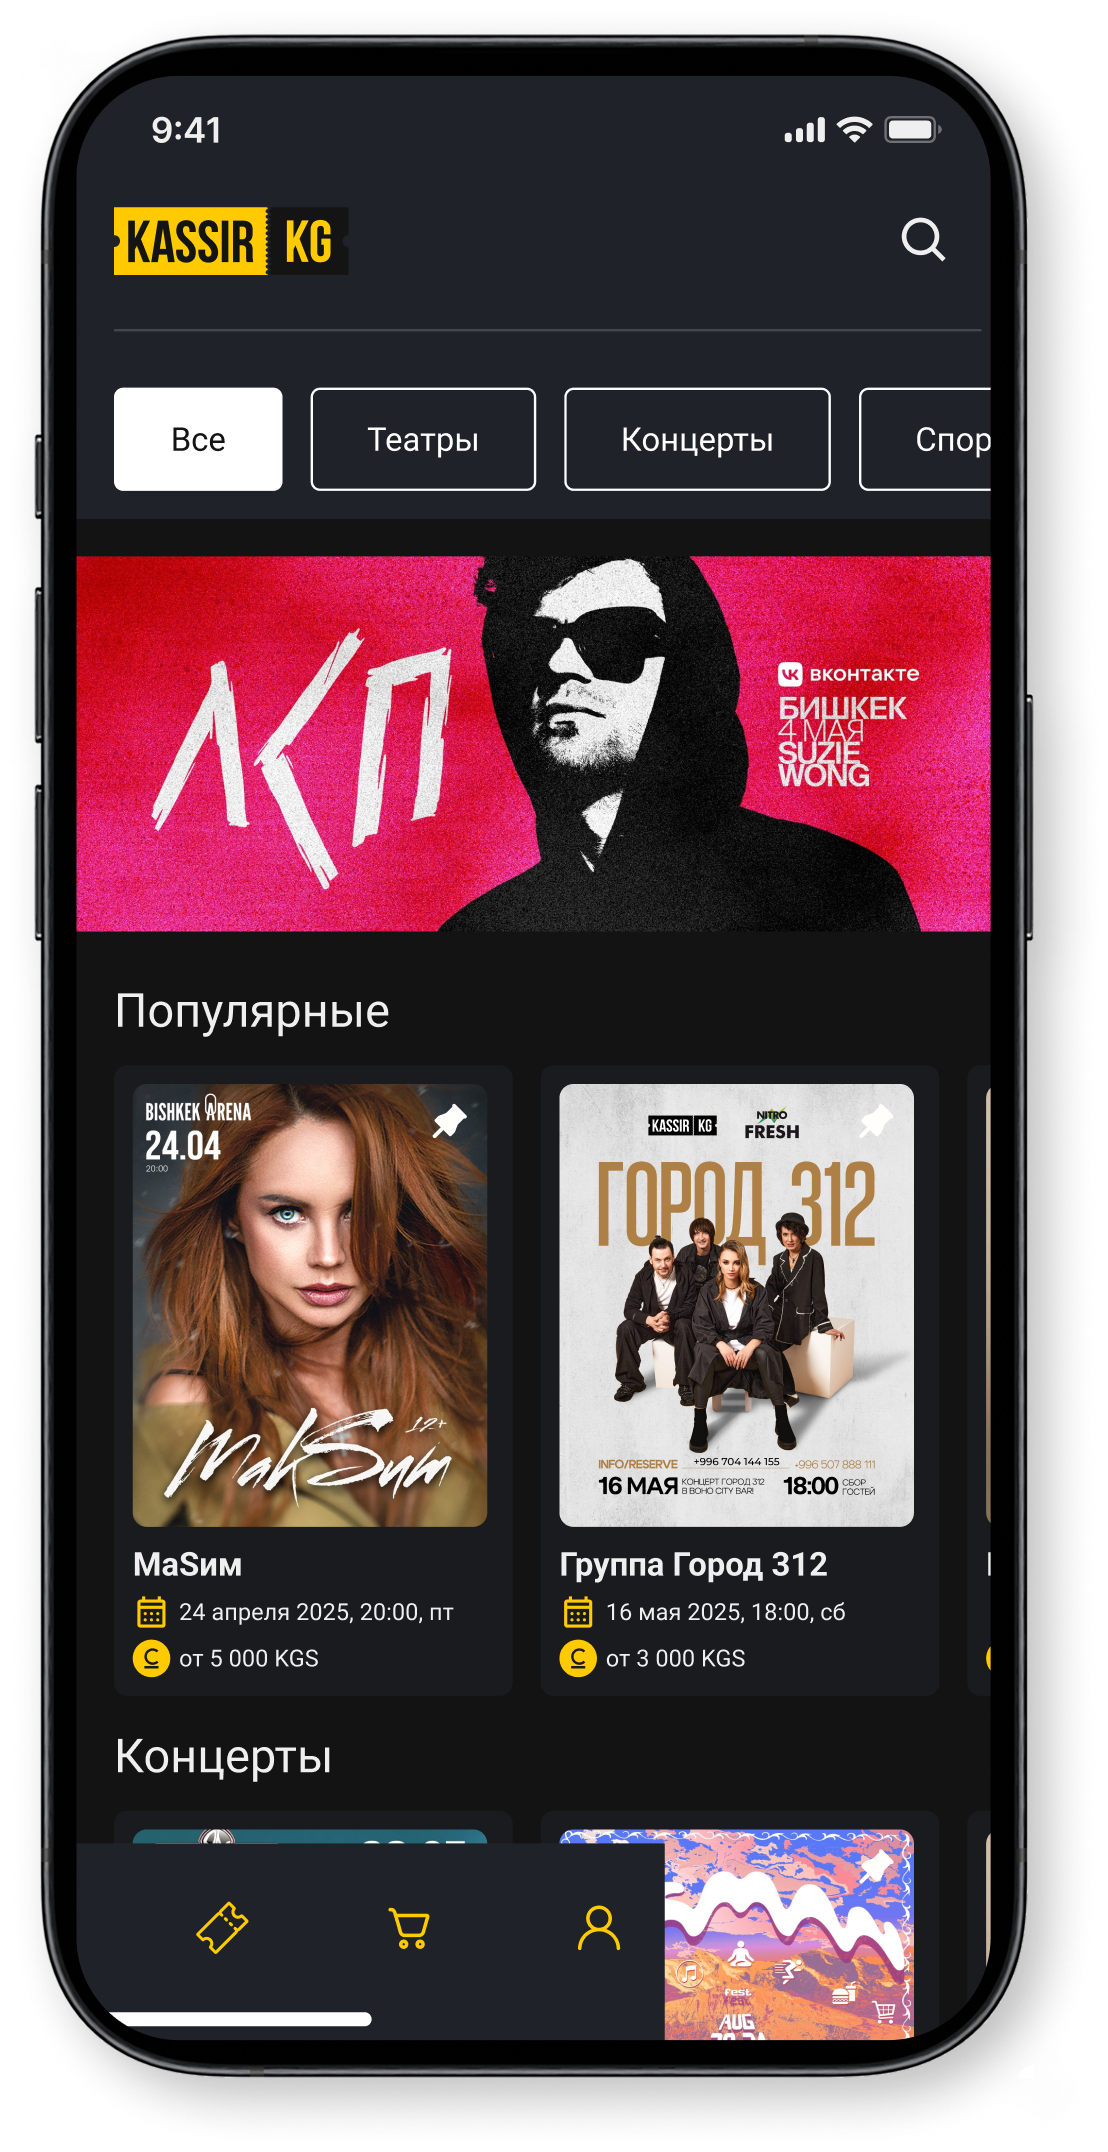 9:41
KASSIR KG
Все
Театры
Концерты
Спор
ЛСП
вконтакте
БИШКЕК
4 МАЯ
SUZIE
WONG
Популярные
BISHKEK ARENA
24.04
20:00
12+
МакSим
KASSIR KG
NITRO
FRESH
ГОРОД 312
INFO/RESERVE +996 704 144 155 +996 507 888 111
16 МАЯ КОНЦЕРТ ГОРОД 312 18:00 СБОР
В BOHO CITY BAR! ГОСТЕЙ
МаSим
24 апреля 2025, 20:00, пт
от 5 000 KGS
Группа Город 312
16 мая 2025, 18:00, сб
от 3 000 KGS
Концерты
fest
AUG